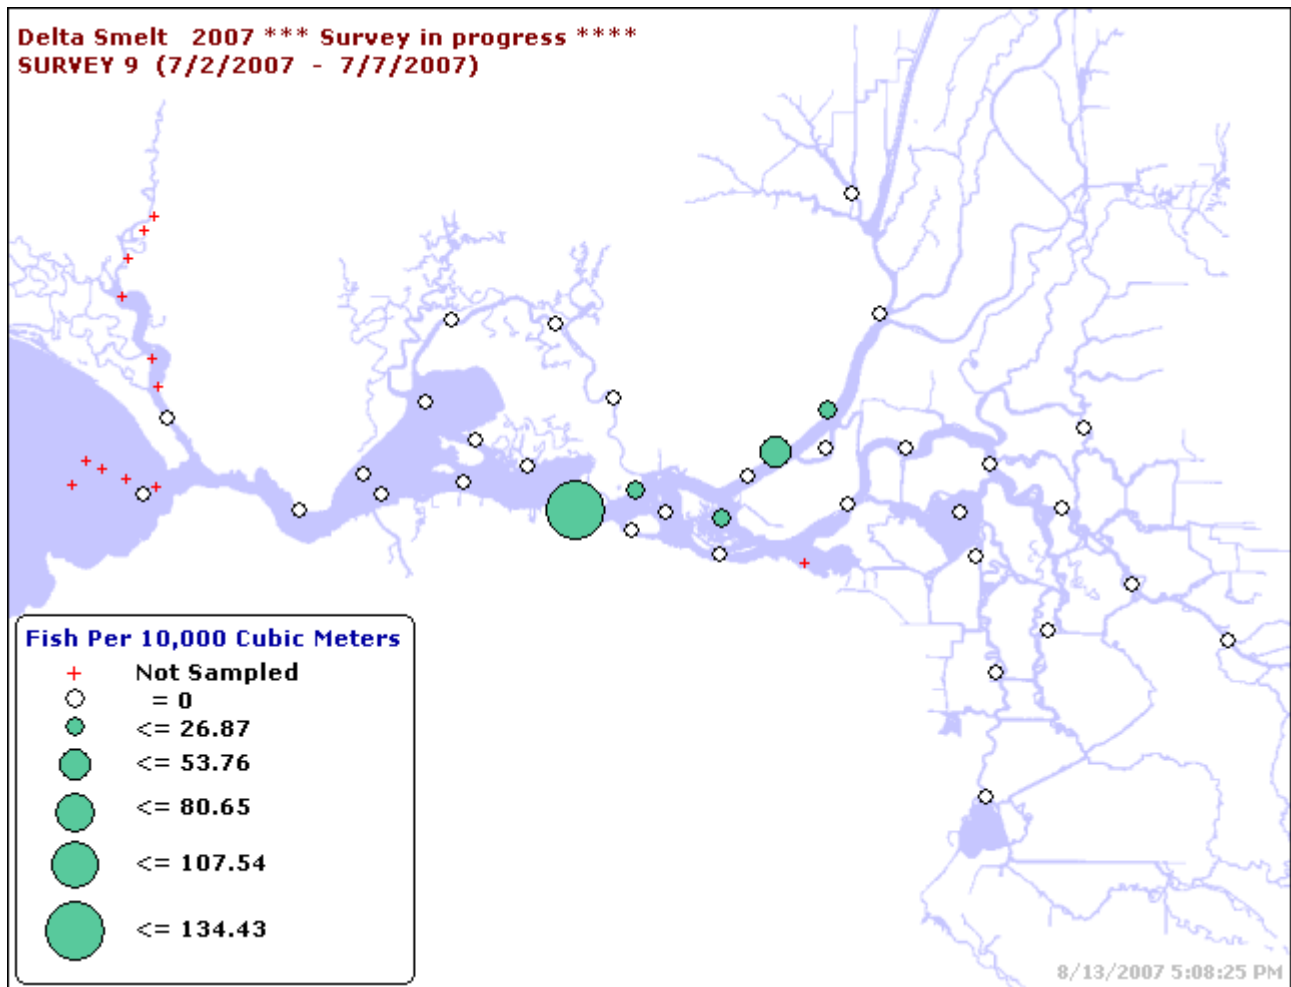 Delta Smelt 2007 *** Survey in progress ****
SURVEY 9 (7/2/2007 - 7/7/2007)
Fish Per 10,000 Cubic Meters
Not Sampled
= 0
<= 26.87
<= 53.76
<= 80.65
<= 107.54
<= 134.43
8/13/2007 5:08:25 PM